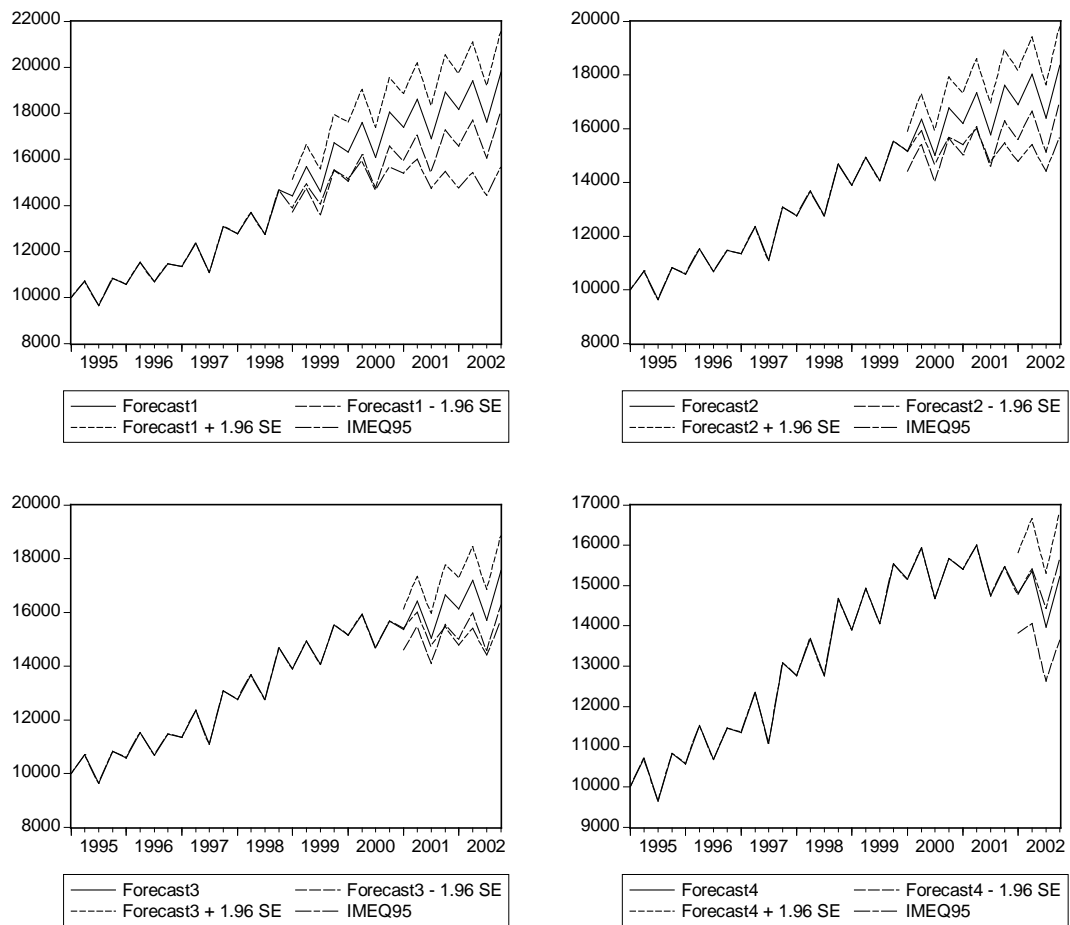 22000
20000
18000
16000
14000
12000
10000
8000
1995 1996 1997 1998 1999 2000 2001 2002
Forecast1 Forecast1 - 1.96 SE
Forecast1 + 1.96 SE IMEQ95
20000
18000
16000
14000
12000
10000
8000
1995 1996 1997 1998 1999 2000 2001 2002
Forecast2 Forecast2 - 1.96 SE
Forecast2 + 1.96 SE IMEQ95
20000
18000
16000
14000
12000
10000
8000
1995 1996 1997 1998 1999 2000 2001 2002
Forecast3 Forecast3 - 1.96 SE
Forecast3 + 1.96 SE IMEQ95
17000
16000
15000
14000
13000
12000
11000
10000
9000
1995 1996 1997 1998 1999 2000 2001 2002
Forecast4 Forecast4 - 1.96 SE
Forecast4 + 1.96 SE IMEQ95